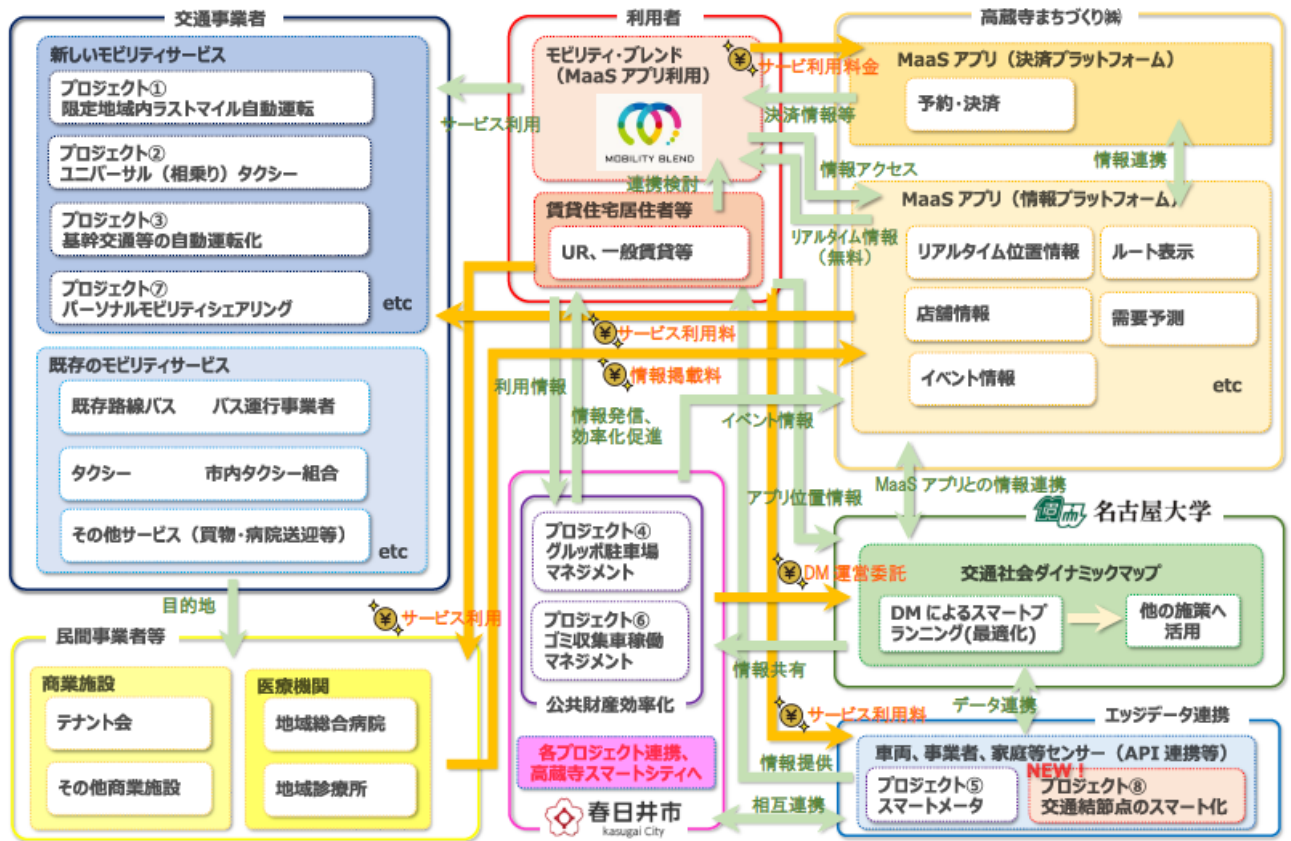 交通事業者
新しいモビリティサービス
プロジェクト①
限定地域内ラストマイル自動運転
プロジェクト②
ユニバーサル（相乗り）タクシー
プロジェクト③
基幹交通等の自動運転化
プロジェクト⑦
パーソナルモビリティシェアリング
etc
既存のモビリティサービス
既存路線バス バス運行事業者
タクシー 市内タクシー組合
その他サービス（買物・病院送迎等）
etc
目的地
サービス利用
民間事業者等
商業施設
テナント会
その他商業施設
医療機関
地域総合病院
地域診療所
利用者
モビリティ・ブレンド
（MaaS アプリ利用）
MOBILITY BLEND
連携検討
賃貸住宅居住者等
UR、一般賃貸等
サービス利用
サービ利用料金
決済情報等
情報アクセス
リアルタイム情報
（無料）
サービス利用料
情報掲載料
利用情報
情報発信、
効率化促進
イベント情報
アプリ位置情報
MaaS アプリとの情報連携
プロジェクト④
グルッポ駐車場
マネジメント
プロジェクト⑥
ゴミ収集車稼働
マネジメント
公共財産効率化
各プロジェクト連携、
高蔵寺スマートシティへ
春日井市
kasugai City
DM 運営委託
情報共有
サービス利用料
情報提供
相互連携
高蔵寺まちづくり㈱
MaaS アプリ（決済プラットフォーム）
予約・決済
情報連携
MaaS アプリ（情報プラットフォーム）
リアルタイム位置情報
ルート表示
店舗情報
需要予測
イベント情報
etc
名古屋大学
交通社会ダイナミックマップ
DM によるスマートプ
ランニング(最適化)
他の施策へ
活用
データ連携
エッジデータ連携
車両、事業者、家庭等センサー（API 連携等）
プロジェクト⑤
スマートメータ
NEW！
プロジェクト⑧
交通結節点のスマート化